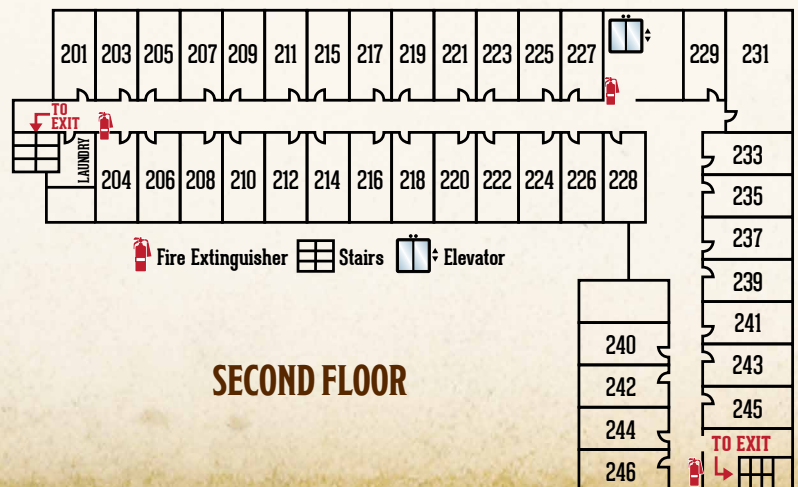 201 203 205 207 209 211 215 217 219 221 223 225 227 229 231
TO
EXIT
LAUNDRY
204 206 208 210 212 214 216 218 220 222 224 226 228
233
235
237
239
241
243
245
Fire Extinguisher Stairs Elevator
240
242
244
246
SECOND FLOOR
TO EXIT